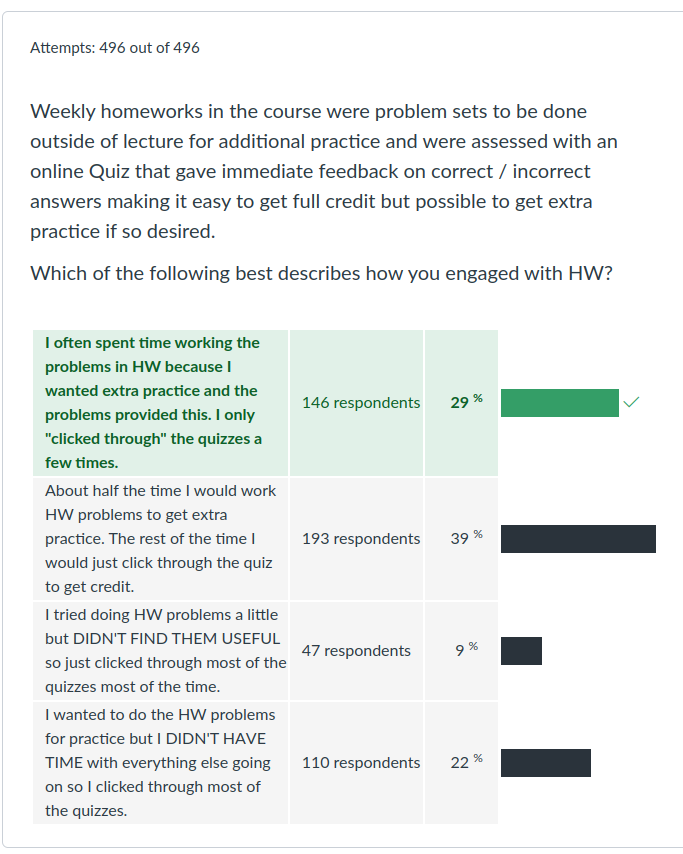 Attempts: 496 out of 496
Weekly homeworks in the course were problem sets to be done
outside of lecture for additional practice and were assessed with an
online Quiz that gave immediate feedback on correct / incorrect
answers making it easy to get full credit but possible to get extra
practice if so desired.
Which of the following best describes how you engaged with HW?
I often spent time working the
problems in HW because I
wanted extra practice and the
problems provided this. I only
"clicked through" the quizzes a
few times.
146 respondents
29 %
About half the time I would work
HW problems to get extra
practice. The rest of the time I
would just click through the quiz
to get credit.
193 respondents
39 %
I tried doing HW problems a little
but DIDN'T FIND THEM USEFUL
so just clicked through most of the
quizzes most of the time.
47 respondents
9 %
I wanted to do the HW problems
for practice but I DIDN'T HAVE
TIME with everything else going
on so I clicked through most of
the quizzes.
110 respondents
22 %